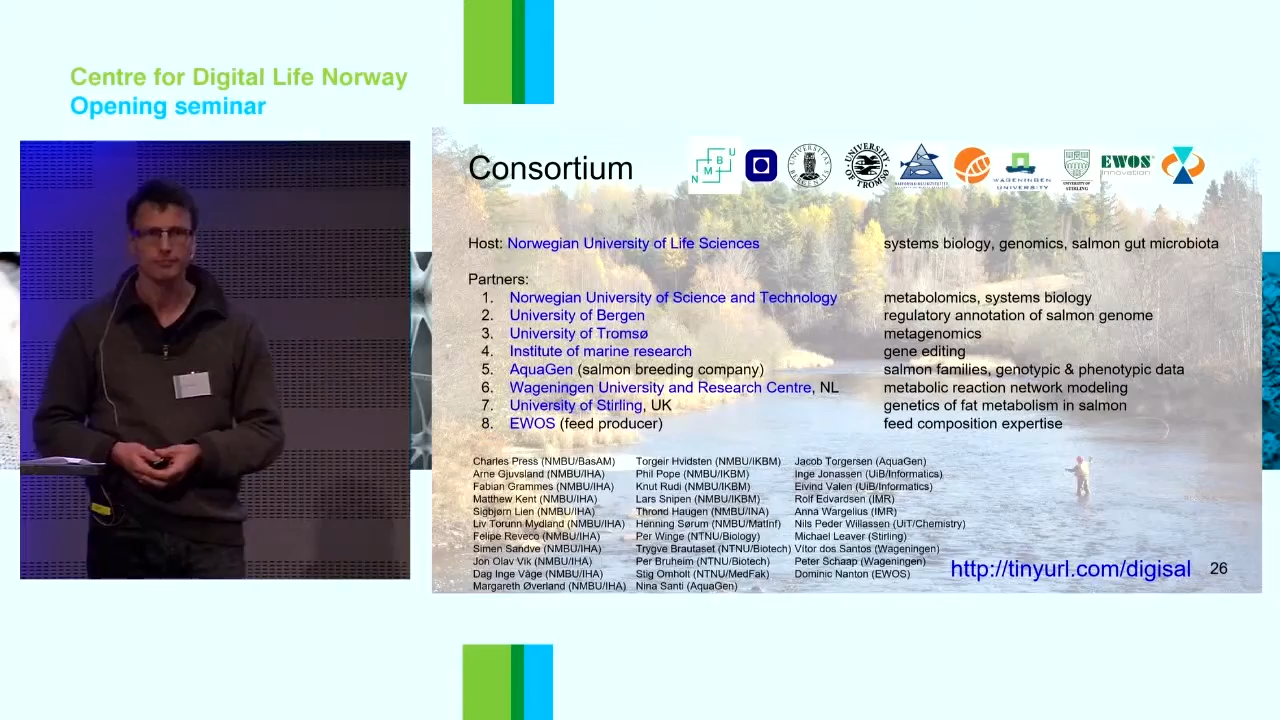 Centre for Digital Life Norway
Opening seminar
Consortium
N M B U
UNIVERSITY OF TROMSØ
WAGENINGEN
UNIVERSITY
UNIVERSITY OF
STIRLING
EWOS
innovation
Host: Norwegian University of Life Sciences systems biology, genomics, salmon gut microbiota
Partners:
1. Norwegian University of Science and Technology metabolomics, systems biology
2. University of Bergen regulatory annotation of salmon genome
3. University of Tromsø metagenomics
4. Institute of marine research gene editing
5. AquaGen (salmon breeding company) salmon families, genotypic & phenotypic data
6. Wageningen University and Research Centre, NL metabolic reaction network modeling
7. University of Stirling, UK genetics of fat metabolism in salmon
8. EWOS (feed producer) feed composition expertise
Charles Press (NMBU/BasAM) Torgeir Hvidsten (NMBU/IKBM) Jacob Torgersen (AquaGen)
Arne Gjuvsland (NMBU/IHA) Phil Pope (NMBU/IKBM) Inge Jonassen (UiB/Informatics)
Fabian Grammes (NMBU/IHA) Knut Rudi (NMBU/IKBM) Eivind Valen (UiB/Informatics)
Matthew Kent (NMBU/IHA) Lars Snipen (NMBU/IKBM) Rolf Edvardsen (IMR)
Sigbjørn Lien (NMBU/IHA) Thrond Haugen (NMBU/INA) Anna Wargelius (IMR)
Liv Torunn Mydland (NMBU/IHA) Henning Sørum (NMBU/MatInf) Nils Peder Willassen (UiT/Chemistry)
Felipe Reveco (NMBU/IHA) Per Winge (NTNU/Biology) Michael Leaver (Stirling)
Simen Sandve (NMBU/IHA) Trygve Brautaset (NTNU/Biotech) Vítor dos Santos (Wageningen)
Jon Olav Vik (NMBU/IHA) Per Bruheim (NTNU/Biotech) Peter Schaap (Wageningen)
Dag Inge Våge (NMBU/IHA) Stig Omholt (NTNU/MedFak) Dominic Nanton (EWOS)
Margareth Øverland (NMBU/IHA) Nina Santi (AquaGen)
http://tinyurl.com/digisal 26